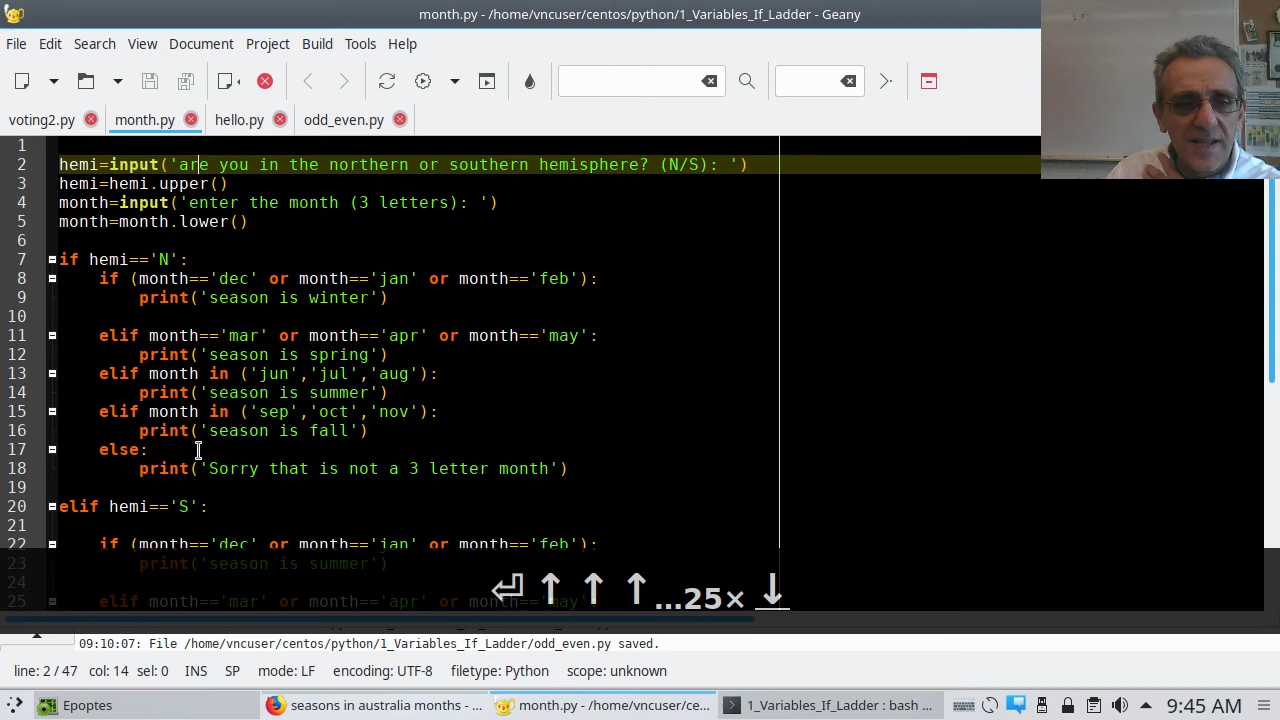 month.py - /home/vncuser/centos/python/1_Variables_If_Ladder - Geany
File Edit Search View Document Project Build Tools Help
voting2.py month.py hello.py odd_even.py
1
2 hemi=input('are you in the northern or southern hemisphere? (N/S): ')
3 hemi=hemi.upper()
4 month=input('enter the month (3 letters): ')
5 month=month.lower()
6
7 if hemi=='N':
8 if (month=='dec' or month=='jan' or month=='feb'):
9 print('season is winter')
10
11 elif month=='mar' or month=='apr' or month=='may':
12 print('season is spring')
13 elif month in ('jun','jul','aug'):
14 print('season is summer')
15 elif month in ('sep','oct','nov'):
16 print('season is fall')
17 else:
18 print('Sorry that is not a 3 letter month')
19
20 elif hemi=='S':
21
22 if (month=='dec' or month=='jan' or month=='feb'):
23 print('season is summer')
24
25 elif month=='mar' or month=='apr' or month=='may':
⏎ ↑ ↑ ↑ ...25× ↓
09:10:07: File /home/vncuser/centos/python/1_Variables_If_Ladder/odd_even.py saved.
line: 2 / 47 col: 14 sel: 0 INS SP mode: LF encoding: UTF-8 filetype: Python scope: unknown
Epoptes seasons in australia months - ... month.py - /home/vncuser/ce... 1_Variables_If_Ladder : bash ... 9:45 AM